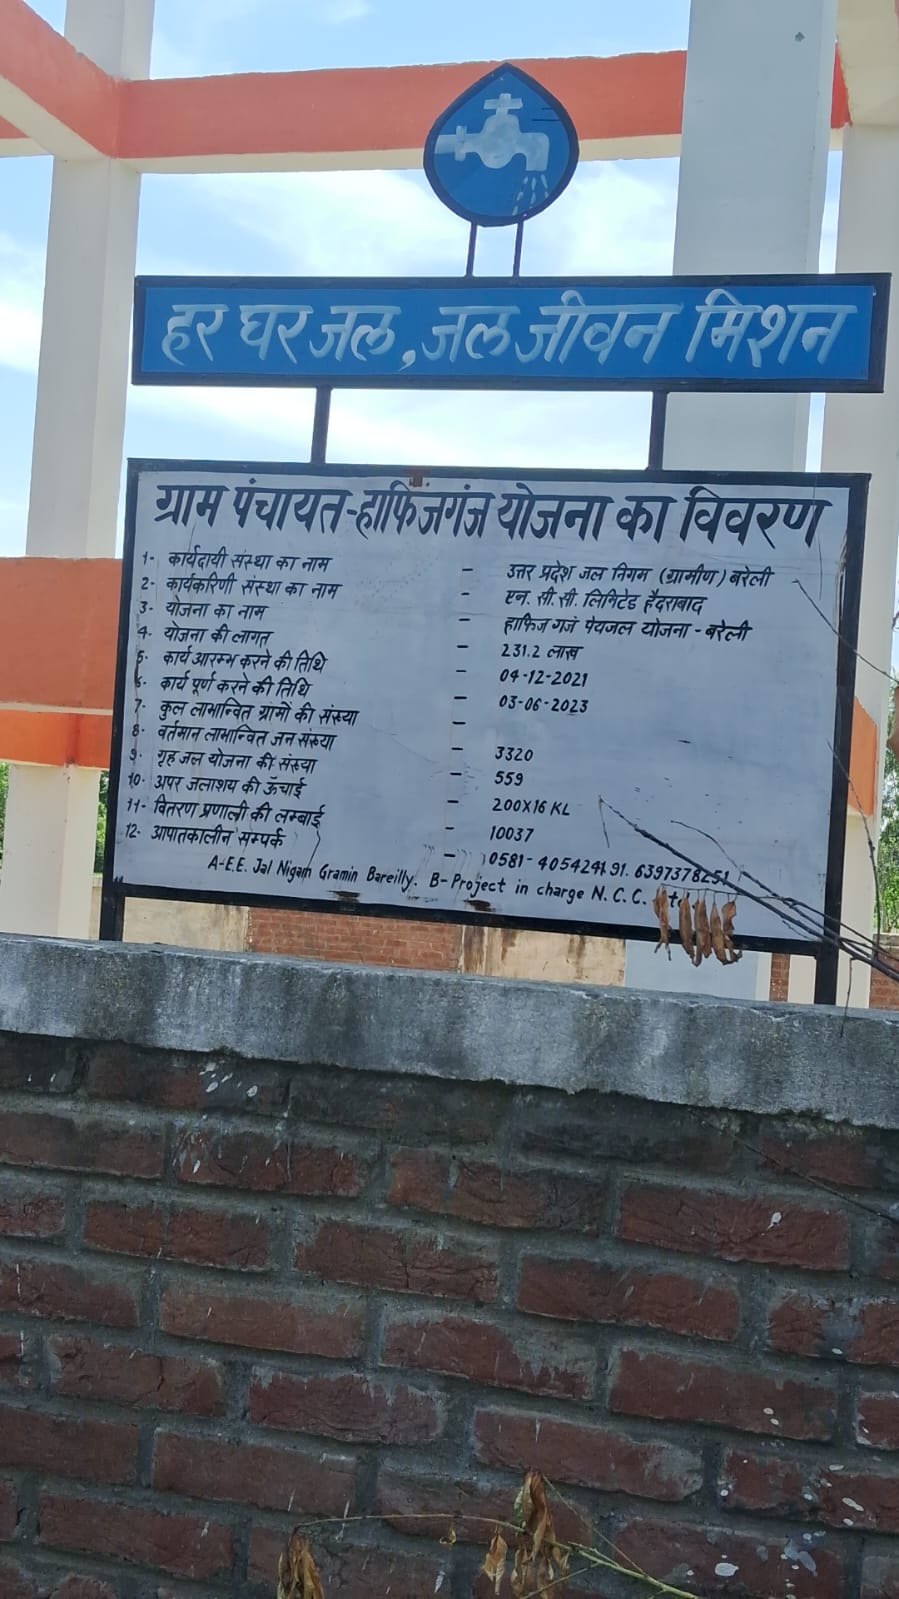 हर घर जल, जल जीवन मिशन
ग्राम पंचायत-हाफिजगंज योजना का विवरण
1- कार्यदायी संस्था का नाम - उत्तर प्रदेश जल निगम (ग्रामीण) बरेली
2- कार्यकारिणी संस्था का नाम - एन. सी. सी. लिमिटेड हैदराबाद
3- योजना का नाम - हाफिज गजं पेयजल योजना - बरेली
4- योजना की लागत - 231.2 लाख
5- कार्य आरम्भ करने की तिथि - 04-12-2021
6- कार्य पूर्ण करने की तिथि - 03-06-2023
7- कुल लाभान्वित ग्रामों की संख्या -
8- वर्तमान लाभान्वित जन संख्या - 3320
9- गृह जल योजना की संख्या - 559
10- अपर जलाशय की ऊँचाई - 200X16 KL
11- वितरण प्रणाली की लम्बाई - 10037
12- आपातकालीन सम्पर्क - 0581-405424191. 6397378251
A-E.E. Jal Nigam Gramin Bareilly. B-Project in charge N.C.C.